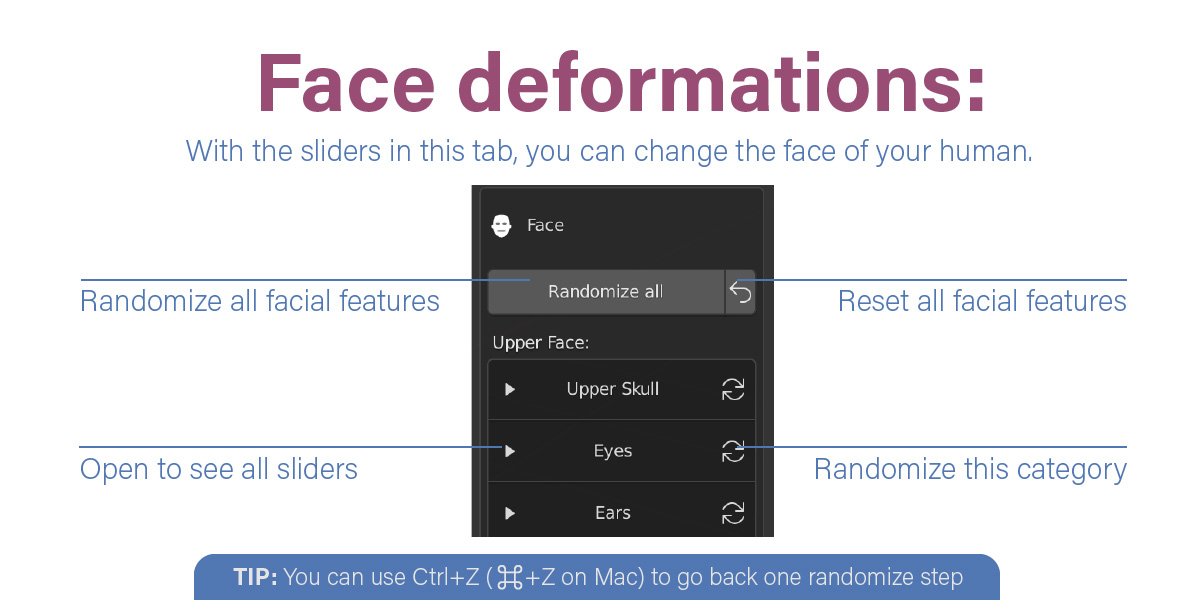 Face deformations:
With the sliders in this tab, you can change the face of your human.
Face
Randomize all
Randomize all facial features
Reset all facial features
Upper Face:
Upper Skull
Eyes
Open to see all sliders
Randomize this category
Ears
TIP: You can use Ctrl+Z (⌘+Z on Mac) to go back one randomize step